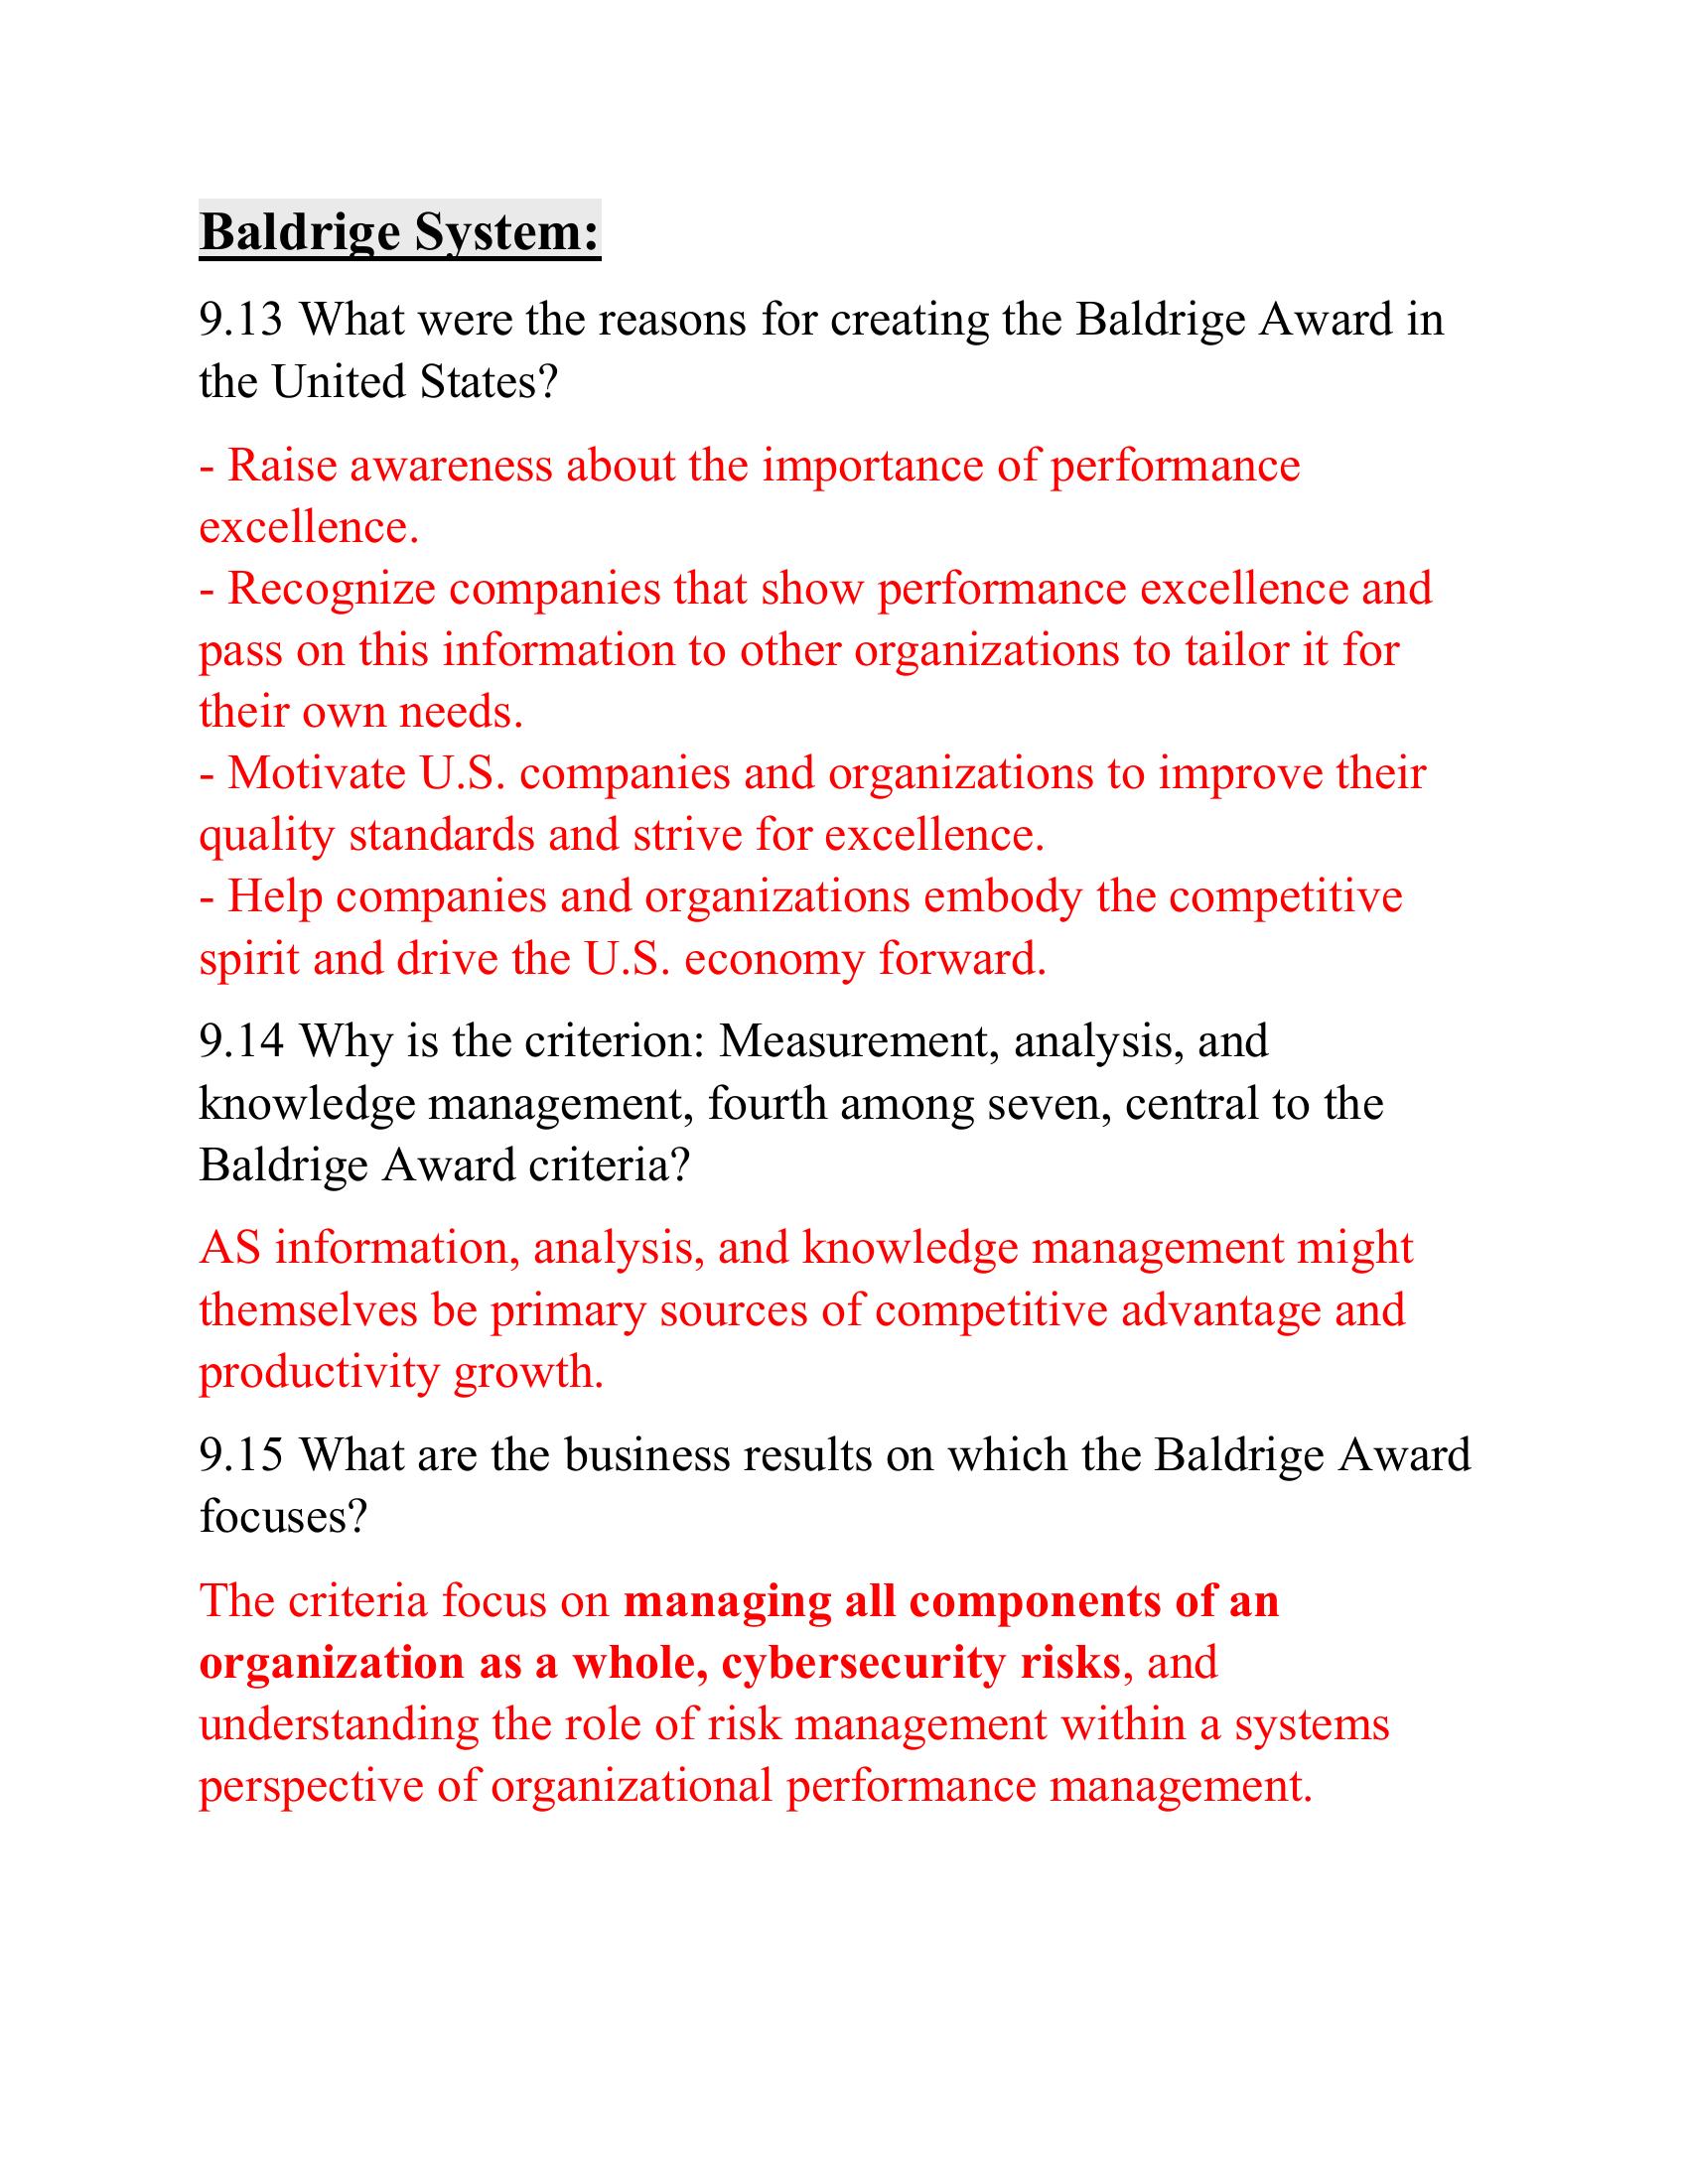 Baldrige System:
9.13 What were the reasons for creating the Baldrige Award in
the United States?
- Raise awareness about the importance of performance
excellence.
- Recognize companies that show performance excellence and
pass on this information to other organizations to tailor it for
their own needs.
- Motivate U.S. companies and organizations to improve their
quality standards and strive for excellence.
- Help companies and organizations embody the competitive
spirit and drive the U.S. economy forward.
9.14 Why is the criterion: Measurement, analysis, and
knowledge management, fourth among seven, central to the
Baldrige Award criteria?
AS information, analysis, and knowledge management might
themselves be primary sources of competitive advantage and
productivity growth.
9.15 What are the business results on which the Baldrige Award
focuses?
The criteria focus on managing all components of an
organization as a whole, cybersecurity risks, and
understanding the role of risk management within a systems
perspective of organizational performance management.